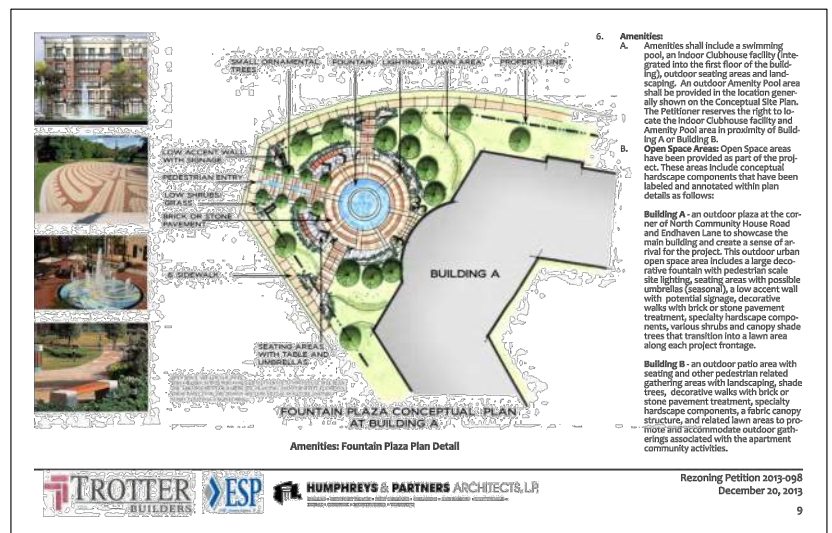 SMALL ORNAMENTAL
TREES
FOUNTAIN
LIGHTING
LAWN AREA
PROPERTY LINE
LOW ACCENT WALL
WITH SIGNAGE
PEDESTRIAN ENTRY
LOW SHRUBS/
GRASS
BRICK OR STONE
PAVEMENT
6' SIDEWALK
BUILDING A
SEATING AREAS
WITH TABLE AND
UMBRELLAS
FOUNTAIN PLAZA CONCEPTUAL PLAN
AT BUILDING A
Amenities: Fountain Plaza Plan Detail
6. Amenities:
A. Amenities shall include a swimming
pool, an indoor Clubhouse facility (inte-
grated into the first floor of the build-
ing), outdoor seating areas and land-
scaping. An outdoor Amenity Pool area
shall be provided in the location gener-
ally shown on the Conceptual Site Plan.
The Petitioner reserves the right to lo-
cate the indoor Clubhouse facility and
Amenity Pool area in proximity of Build-
ing A or Building B.
B. Open Space Areas: Open Space areas
have been provided as part of the proj-
ect. These areas include conceptual
hardscape components that have been
labeled and annotated within plan
details as follows:
Building A - an outdoor plaza at the cor-
ner of North Community House Road
and Endhaven Lane to showcase the
main building and create a sense of ar-
rival for the project. This outdoor urban
open space area includes a large deco-
rative fountain with pedestrian scale
site lighting, seating areas with possible
umbrellas (seasonal), a low accent wall
with potential signage, decorative
walks with brick or stone pavement
treatment, specialty hardscape compo-
nents, various shrubs and canopy shade
trees that transition into a lawn area
along each project frontage.
Building B - an outdoor patio area with
seating and other pedestrian related
gathering areas with landscaping, shade
trees, decorative walks with brick or
stone pavement treatment, specialty
hardscape components, a fabric canopy
structure, and related lawn areas to pro-
mote and accommodate outdoor gath-
erings associated with the apartment
community activities.
TROTTER
BUILDERS
ESP
HUMPHREYS & PARTNERS ARCHITECTS, L.P.
Rezoning Petition 2013-098
December 20, 2013
9